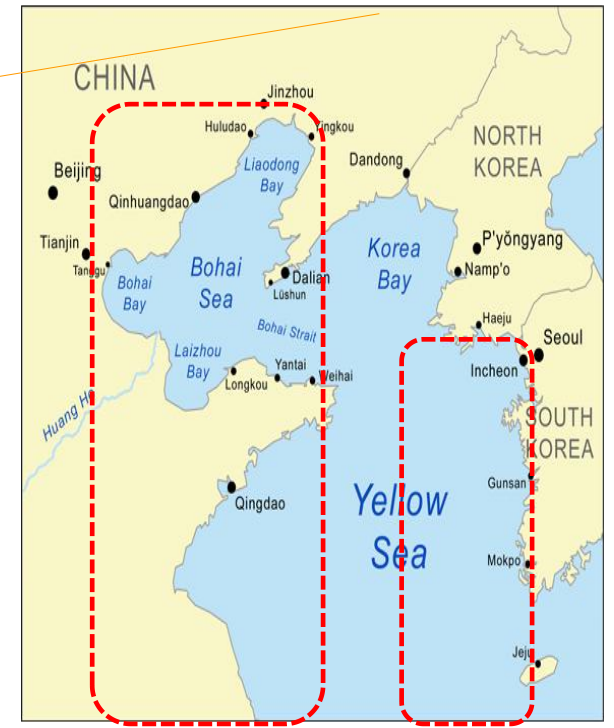 CHINA
Jinzhou
Huludao
Yingkou
NORTH
KOREA
Liaodong
Bay
Dandong
Beijing
Qinhuangdao
Tianjin
Tanggu
P'yŏngyang
Korea
Bay
Namp'o
Bohai
Sea
Dalian
Lüshun
Bohai
Bay
Bohai Strait
Haeju
Seoul
Incheon
Laizhou
Bay
Yantai
Longkou
Weihai
Huang He
SOUTH
KOREA
Gunsan
Qingdao
Yellow
Sea
Mokpo
Jeju